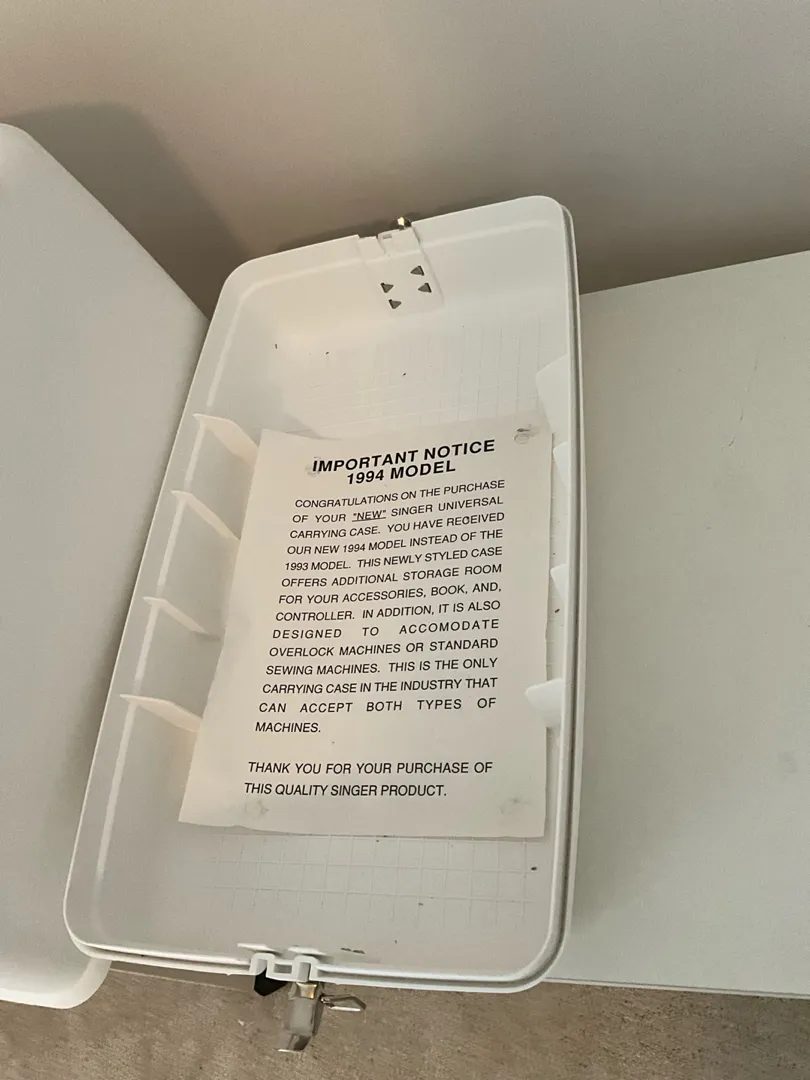 IMPORTANT NOTICE
1994 MODEL
CONGRATULATIONS ON THE PURCHASE
OF YOUR "NEW" SINGER UNIVERSAL
CARRYING CASE. YOU HAVE RECEIVED
OUR NEW 1994 MODEL INSTEAD OF THE
1993 MODEL. THIS NEWLY STYLED CASE
OFFERS ADDITIONAL STORAGE ROOM
FOR YOUR ACCESSORIES, BOOK, AND,
CONTROLLER. IN ADDITION, IT IS ALSO
DESIGNED TO ACCOMODATE
OVERLOCK MACHINES OR STANDARD
SEWING MACHINES. THIS IS THE ONLY
CARRYING CASE IN THE INDUSTRY THAT
CAN ACCEPT BOTH TYPES OF
MACHINES.
THANK YOU FOR YOUR PURCHASE OF
THIS QUALITY SINGER PRODUCT.